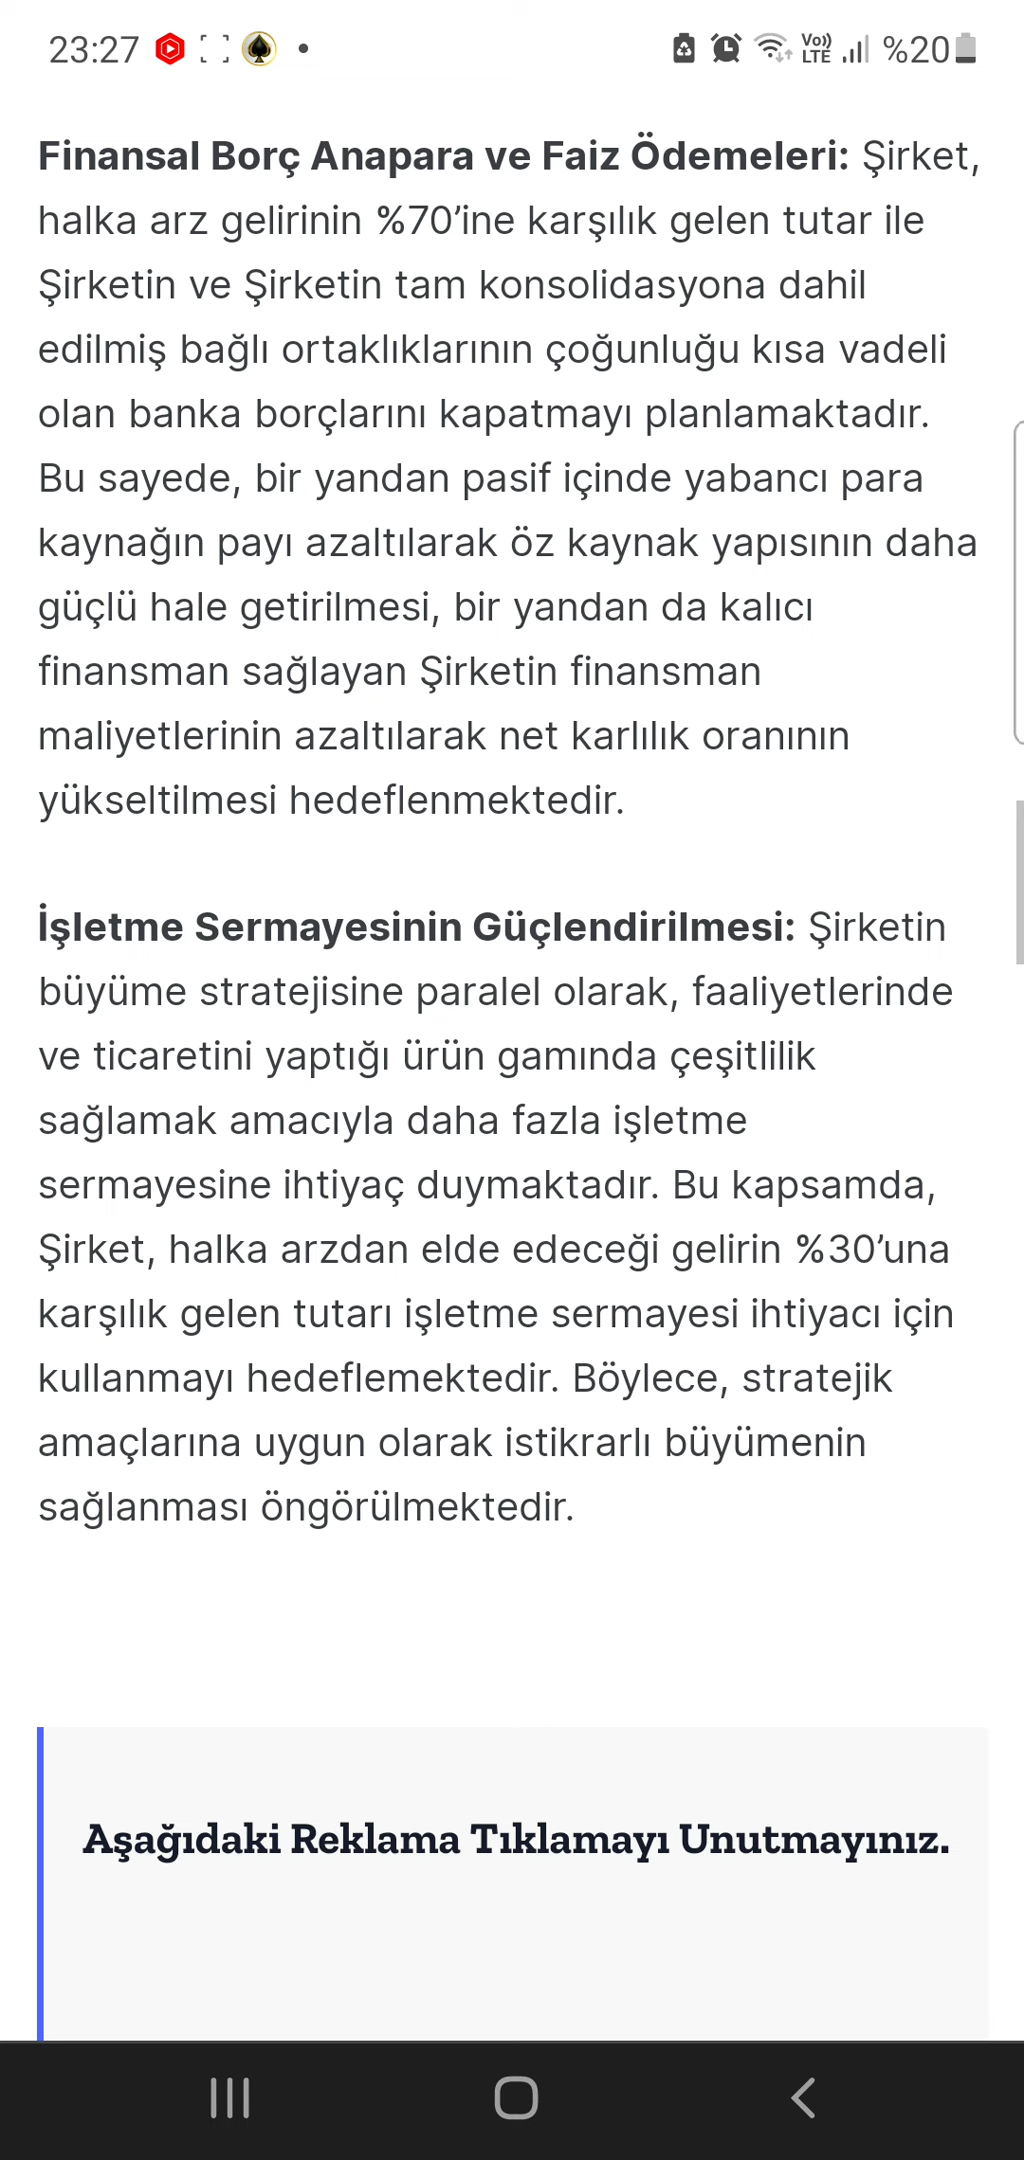 23:27
Vo)) LTE %20
Finansal Borç Anapara ve Faiz Ödemeleri: Şirket,
halka arz gelirinin %70’ine karşılık gelen tutar ile
Şirketin ve Şirketin tam konsolidasyona dahil
edilmiş bağlı ortaklıklarının çoğunluğu kısa vadeli
olan banka borçlarını kapatmayı planlamaktadır.
Bu sayede, bir yandan pasif içinde yabancı para
kaynağın payı azaltılarak öz kaynak yapısının daha
güçlü hale getirilmesi, bir yandan da kalıcı
finansman sağlayan Şirketin finansman
maliyetlerinin azaltılarak net karlılık oranının
yükseltilmesi hedeflenmektedir.
İşletme Sermayesinin Güçlendirilmesi: Şirketin
büyüme stratejisine paralel olarak, faaliyetlerinde
ve ticaretini yaptığı ürün gamında çeşitlilik
sağlamak amacıyla daha fazla işletme
sermayesine ihtiyaç duymaktadır. Bu kapsamda,
Şirket, halka arzdan elde edeceği gelirin %30’una
karşılık gelen tutarı işletme sermayesi ihtiyacı için
kullanmayı hedeflemektedir. Böylece, stratejik
amaçlarına uygun olarak istikrarlı büyümenin
sağlanması öngörülmektedir.
Aşağıdaki Reklama Tıklamayı Unutmayınız.